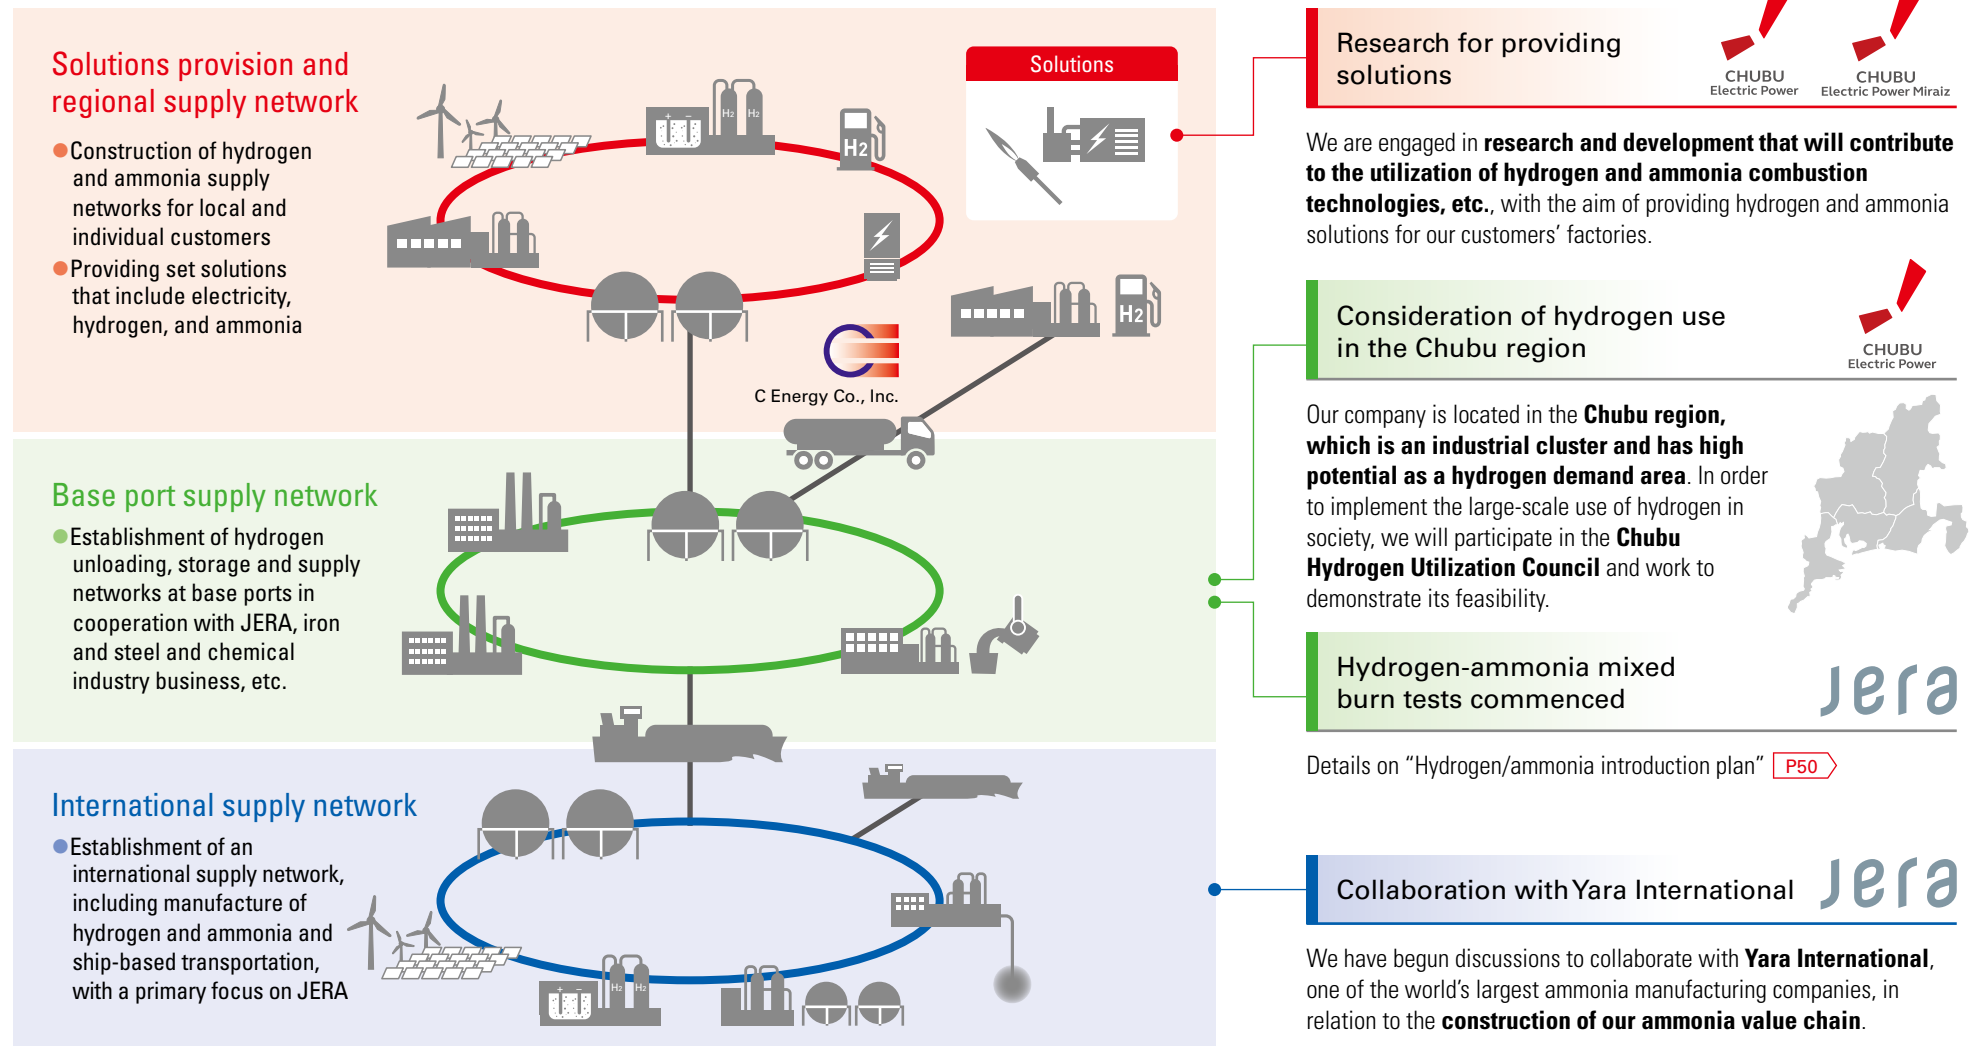 Solutions provision and
regional supply network
●Construction of hydrogen
and ammonia supply
networks for local and
individual customers
●Providing set solutions
that include electricity,
hydrogen, and ammonia
H2 H2
H2
Solutions
H2
C Energy Co., Inc.
Base port supply network
●Establishment of hydrogen
unloading, storage and supply
networks at base ports in
cooperation with JERA, iron
and steel and chemical
industry business, etc.
International supply network
●Establishment of an
international supply network,
including manufacture of
hydrogen and ammonia and
ship-based transportation,
with a primary focus on JERA
H2 H2
Research for providing
solutions
CHUBU
Electric Power
CHUBU
Electric Power Miraiz
We are engaged in research and development that will contribute
to the utilization of hydrogen and ammonia combustion
technologies, etc., with the aim of providing hydrogen and ammonia
solutions for our customers’ factories.
Consideration of hydrogen use
in the Chubu region
CHUBU
Electric Power
Our company is located in the Chubu region,
which is an industrial cluster and has high
potential as a hydrogen demand area. In order
to implement the large-scale use of hydrogen in
society, we will participate in the Chubu
Hydrogen Utilization Council and work to
demonstrate its feasibility.
Hydrogen-ammonia mixed
burn tests commenced
Jera
Details on “Hydrogen/ammonia introduction plan” P50
Collaboration with Yara International
Jera
We have begun discussions to collaborate with Yara International,
one of the world’s largest ammonia manufacturing companies, in
relation to the construction of our ammonia value chain.